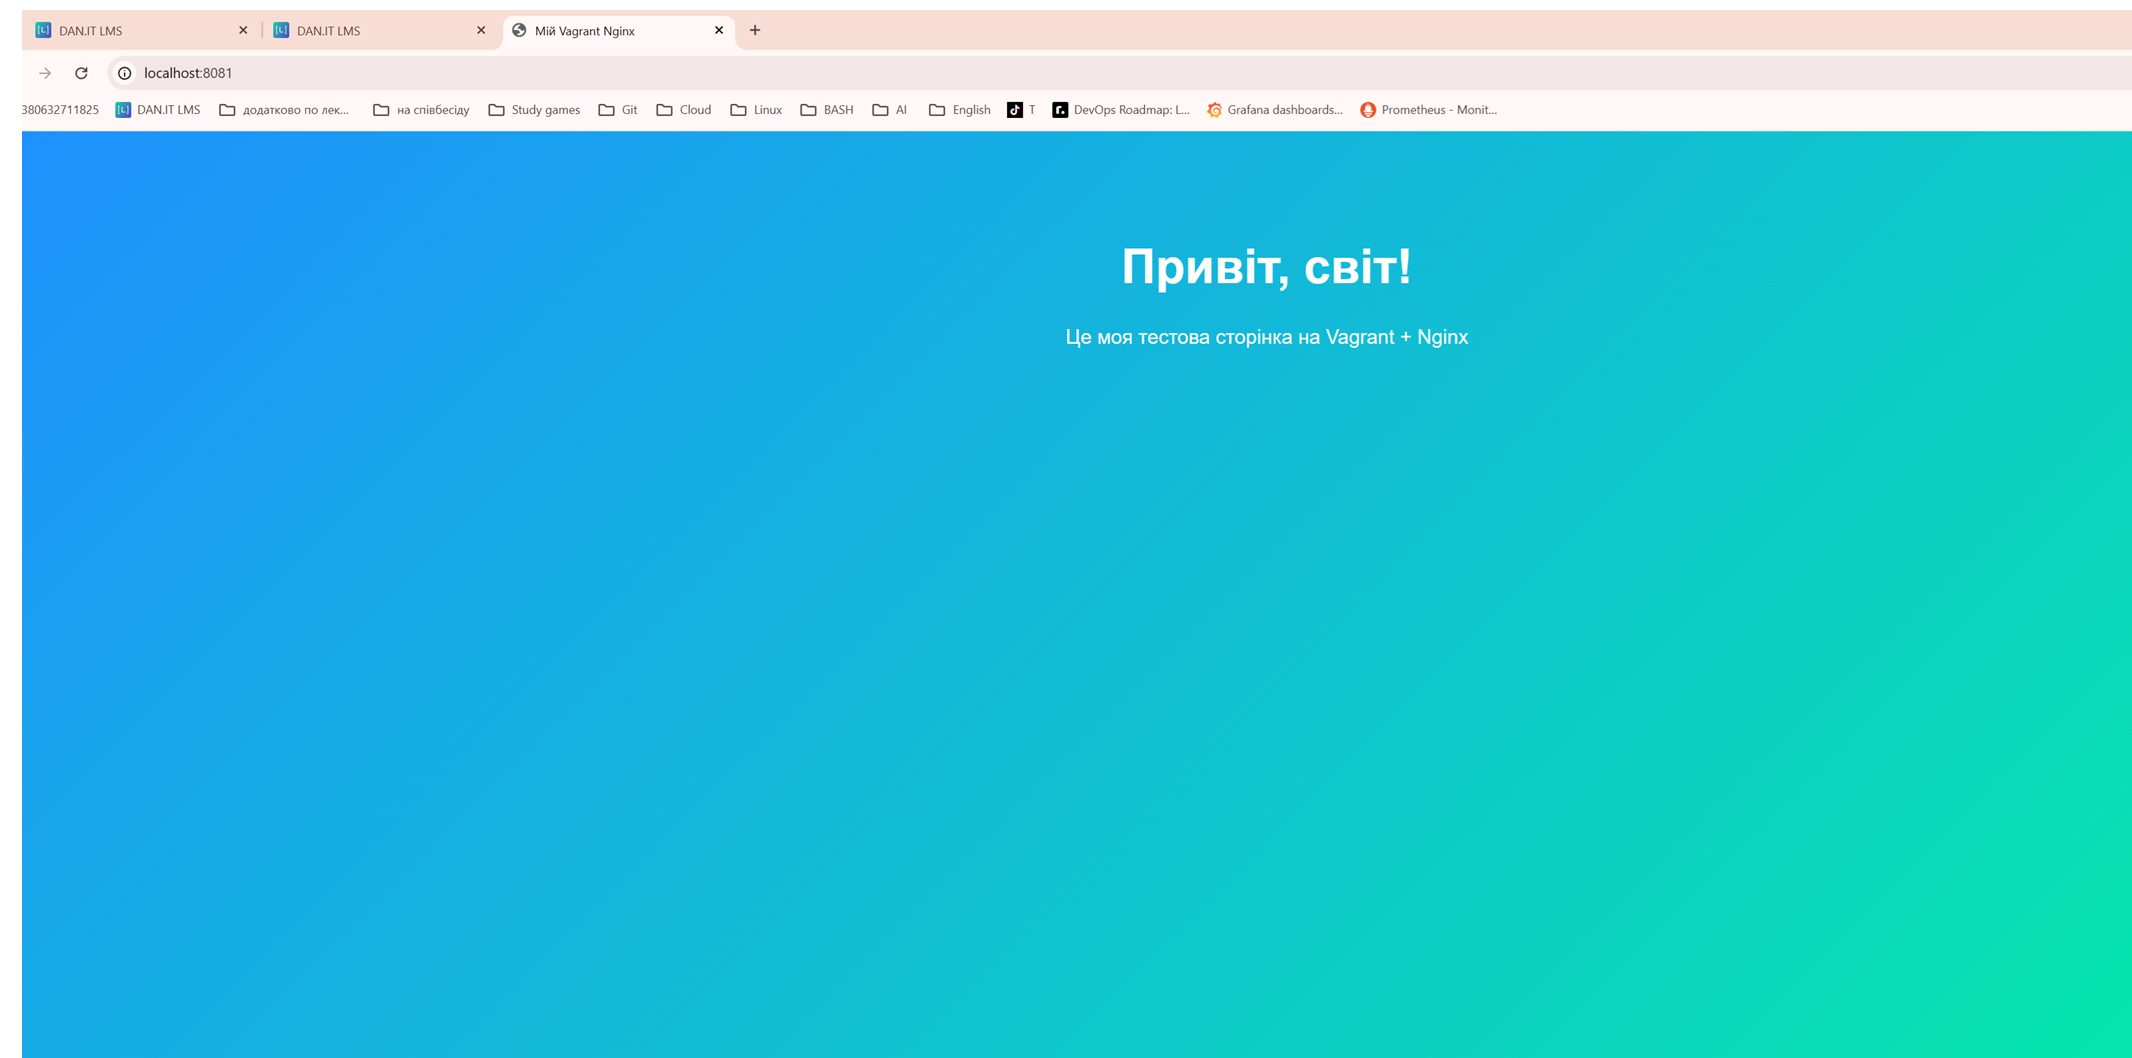 DAN.IT LMS
DAN.IT LMS
Мій Vagrant Nginx
localhost:8081
380632711825
DAN.IT LMS
додатково по лек...
на співбесіду
Study games
Git
Cloud
Linux
BASH
AI
English
T
DevOps Roadmap: L...
Grafana dashboards...
Prometheus - Monit...
Привіт, світ!
Це моя тестова сторінка на Vagrant + Nginx